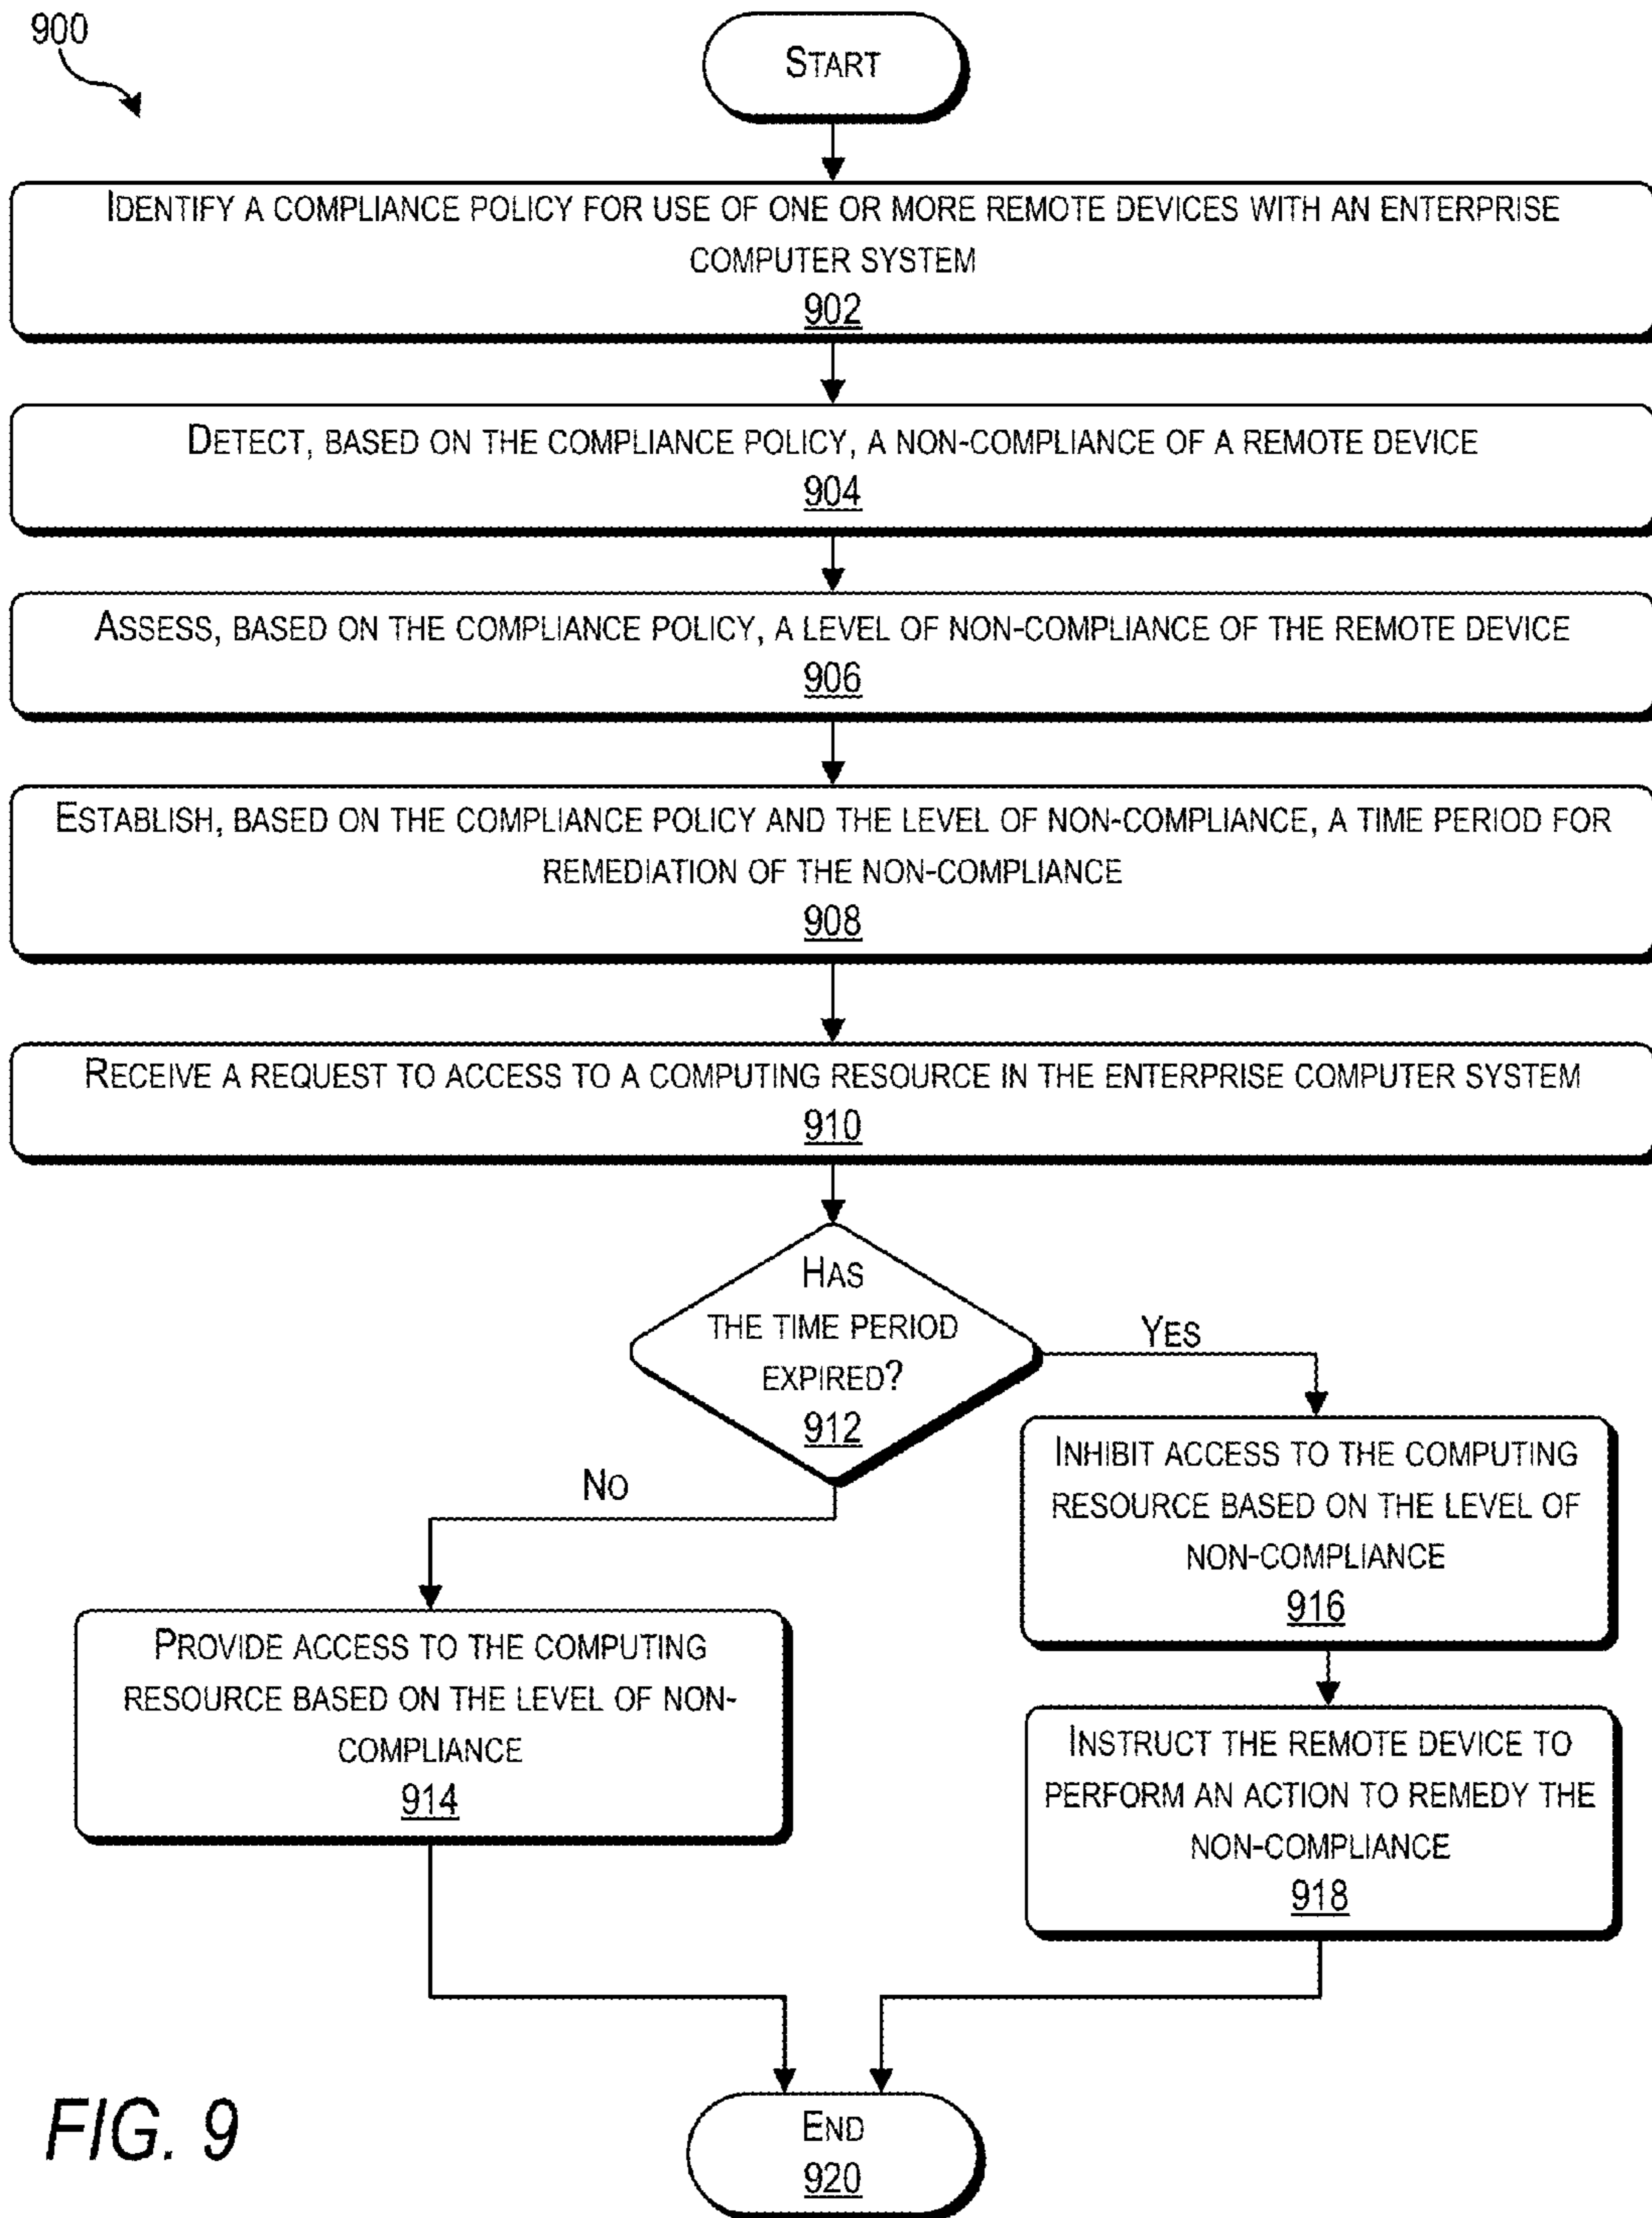 900
START
IDENTIFY A COMPLIANCE POLICY FOR USE OF ONE OR MORE REMOTE DEVICES WITH AN ENTERPRISE
COMPUTER SYSTEM
902
DETECT, BASED ON THE COMPLIANCE POLICY, A NON-COMPLIANCE OF A REMOTE DEVICE
904
ASSESS, BASED ON THE COMPLIANCE POLICY, A LEVEL OF NON-COMPLIANCE OF THE REMOTE DEVICE
906
ESTABLISH, BASED ON THE COMPLIANCE POLICY AND THE LEVEL OF NON-COMPLIANCE, A TIME PERIOD FOR
REMEDIATION OF THE NON-COMPLIANCE
908
RECEIVE A REQUEST TO ACCESS TO A COMPUTING RESOURCE IN THE ENTERPRISE COMPUTER SYSTEM
910
HAS
THE TIME PERIOD
EXPIRED?
912
YES
NO
INHIBIT ACCESS TO THE COMPUTING
RESOURCE BASED ON THE LEVEL OF
NON-COMPLIANCE
916
PROVIDE ACCESS TO THE COMPUTING
RESOURCE BASED ON THE LEVEL OF NON-
COMPLIANCE
914
INSTRUCT THE REMOTE DEVICE TO
PERFORM AN ACTION TO REMEDY THE
NON-COMPLIANCE
918
END
920
FIG. 9